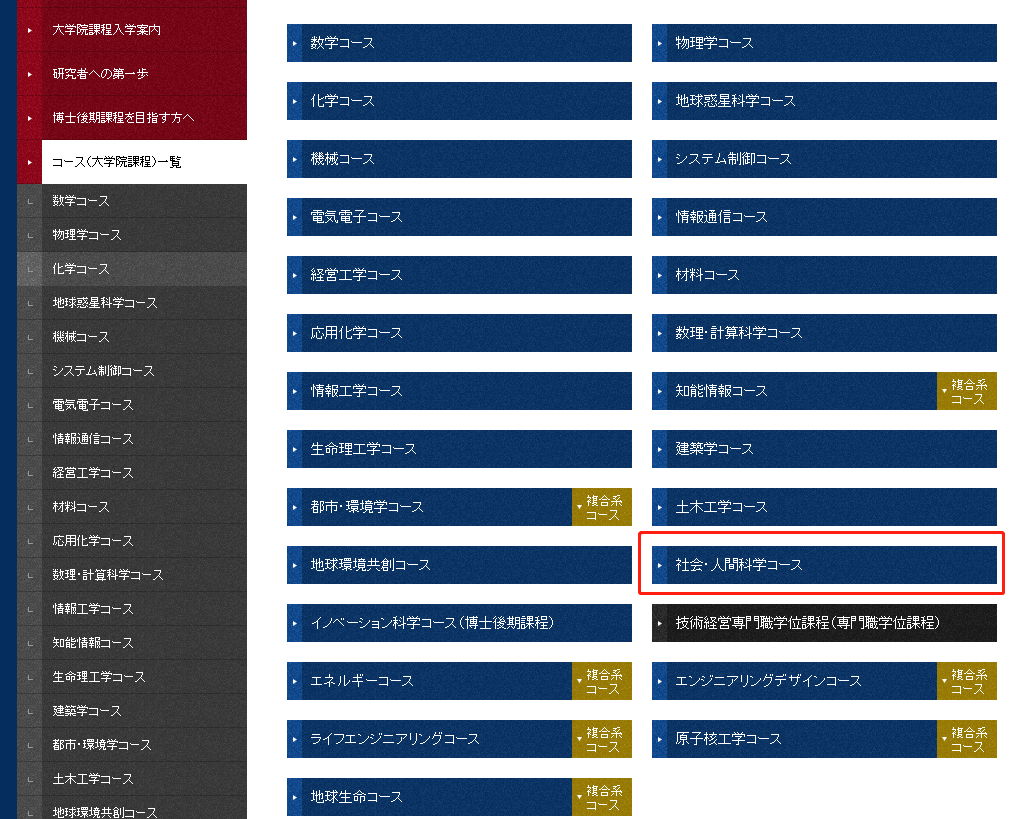 大学院課程入学案内
研究者への第一歩
博士後期課程を目指す方へ
コース(大学院課程)一覧
数学コース
物理学コース
化学コース
地球惑星科学コース
機械コース
システム制御コース
電気電子コース
情報通信コース
経営工学コース
材料コース
応用化学コース
数理・計算科学コース
情報工学コース
知能情報コース
生命理工学コース
建築学コース
都市・環境学コース
土木工学コース
地球環境共創コース
数学コース
物理学コース
化学コース
地球惑星科学コース
機械コース
システム制御コース
電気電子コース
情報通信コース
経営工学コース
材料コース
応用化学コース
数理・計算科学コース
情報工学コース
知能情報コース
複合系
コース
生命理工学コース
建築学コース
都市・環境学コース
複合系
コース
土木工学コース
地球環境共創コース
社会・人間科学コース
イノベーション科学コース(博士後期課程)
技術経営専門職学位課程(専門職学位課程)
エネルギーコース
複合系
コース
エンジニアリングデザインコース
複合系
コース
ライフエンジニアリングコース
複合系
コース
原子核工学コース
複合系
コース
地球生命コース
複合系
コース